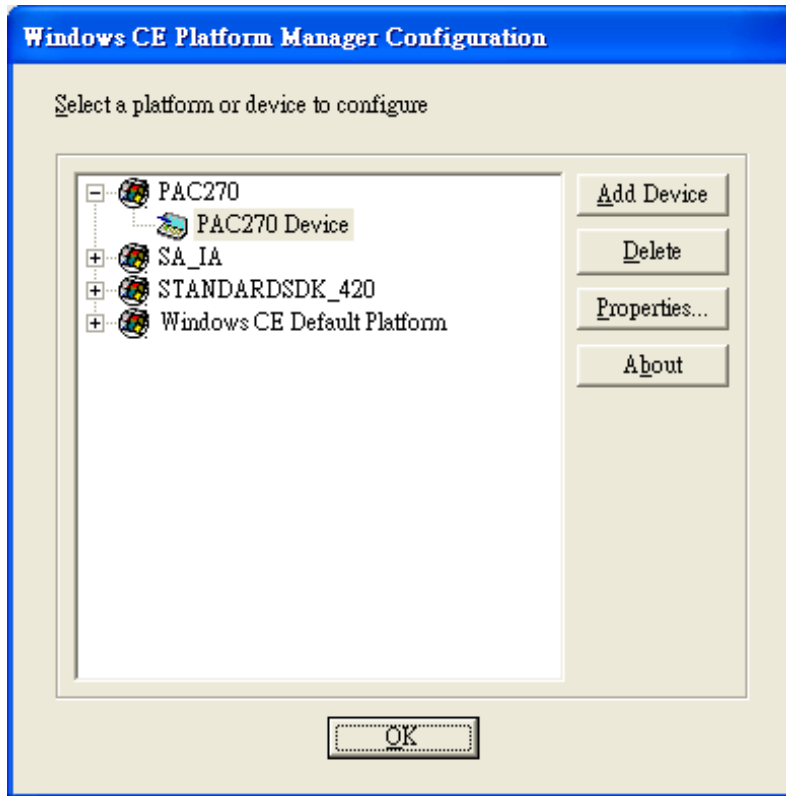 Windows CE Platform Manager Configuration
Select a platform or device to configure
PAC270
PAC270 Device
SA_IA
STANDARDSDK_420
Windows CE Default Platform
Add Device
Delete
Properties...
About
OK